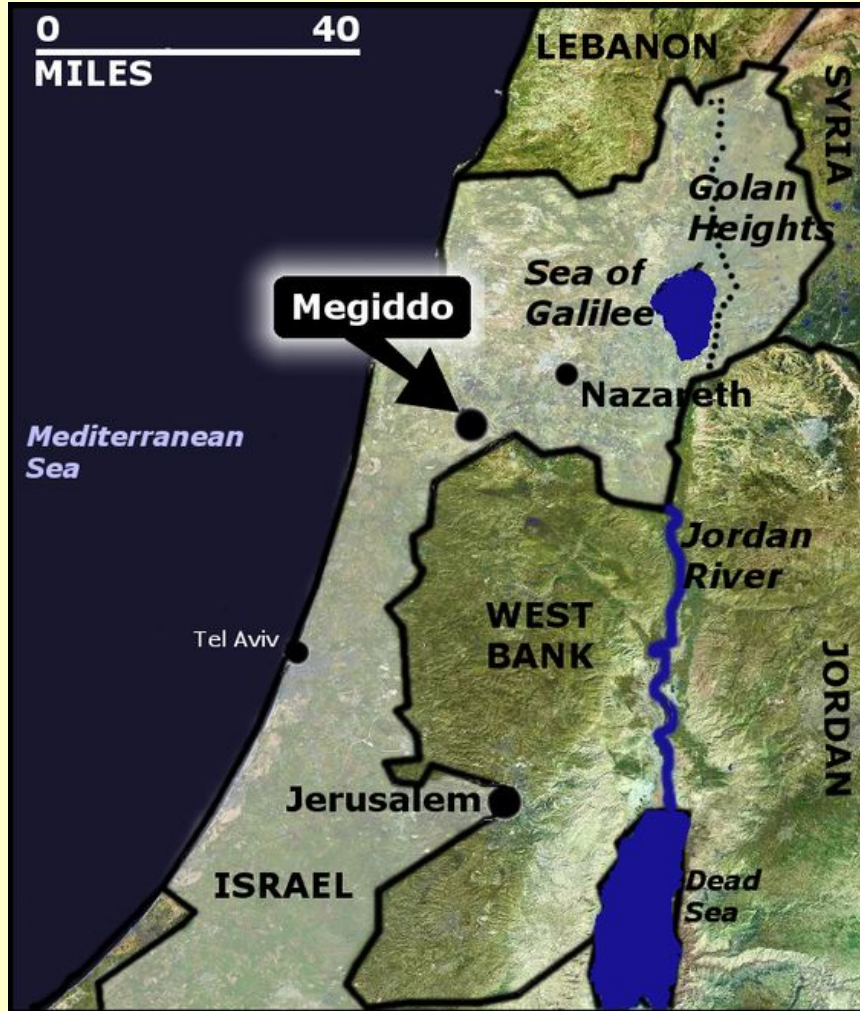 0 40
MILES
LEBANON
SYRIA
Golan
Heights
Sea of
Galilee
Megiddo
Nazareth
Mediterranean
Sea
Jordan
River
WEST
BANK
Tel Aviv
JORDAN
Jerusalem
ISRAEL
Dead
Sea